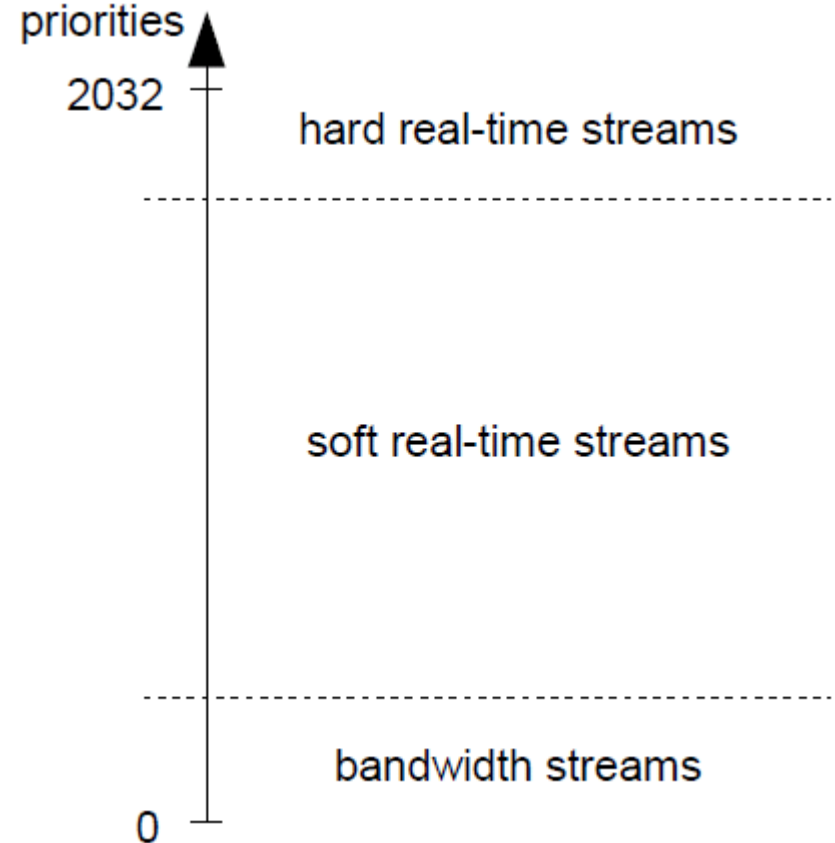 priorities
2032
hard real-time streams
soft real-time streams
bandwidth streams
0